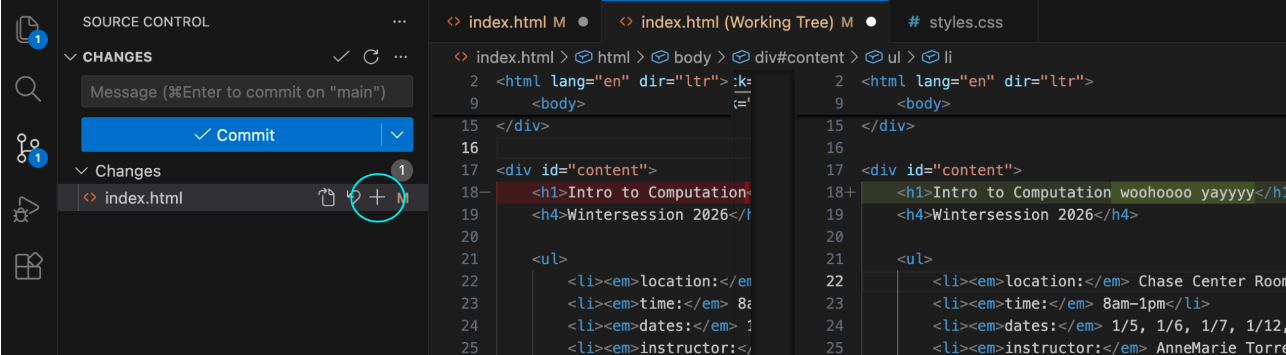 SOURCE CONTROL
CHANGES
Message (⌘Enter to commit on "main")
Commit
Changes 1
index.html M
1
1
index.html M
index.html (Working Tree) M
# styles.css
index.html > html > body > div#content > ul > li
2 <html lang="en" dir="ltr">
9 <body>
15 </div>
16
17 <div id="content">
18— <h1>Intro to Computation
19 <h4>Wintersession 2026</h
20
21 <ul>
22 <li><em>location:</em
23 <li><em>time:</em> 8a
24 <li><em>dates:</em> 1
25 <li><em>instructor:</
2 <html lang="en" dir="ltr">
9 <body>
15 </div>
16
17 <div id="content">
18+ <h1>Intro to Computation woohoooo yayyyy</h1
19 <h4>Wintersession 2026</h4>
20
21 <ul>
22 <li><em>location:</em> Chase Center Room
23 <li><em>time:</em> 8am–1pm</li>
24 <li><em>dates:</em> 1/5, 1/6, 1/7, 1/12,
25 <li><em>instructor:</em> AnneMarie Torre